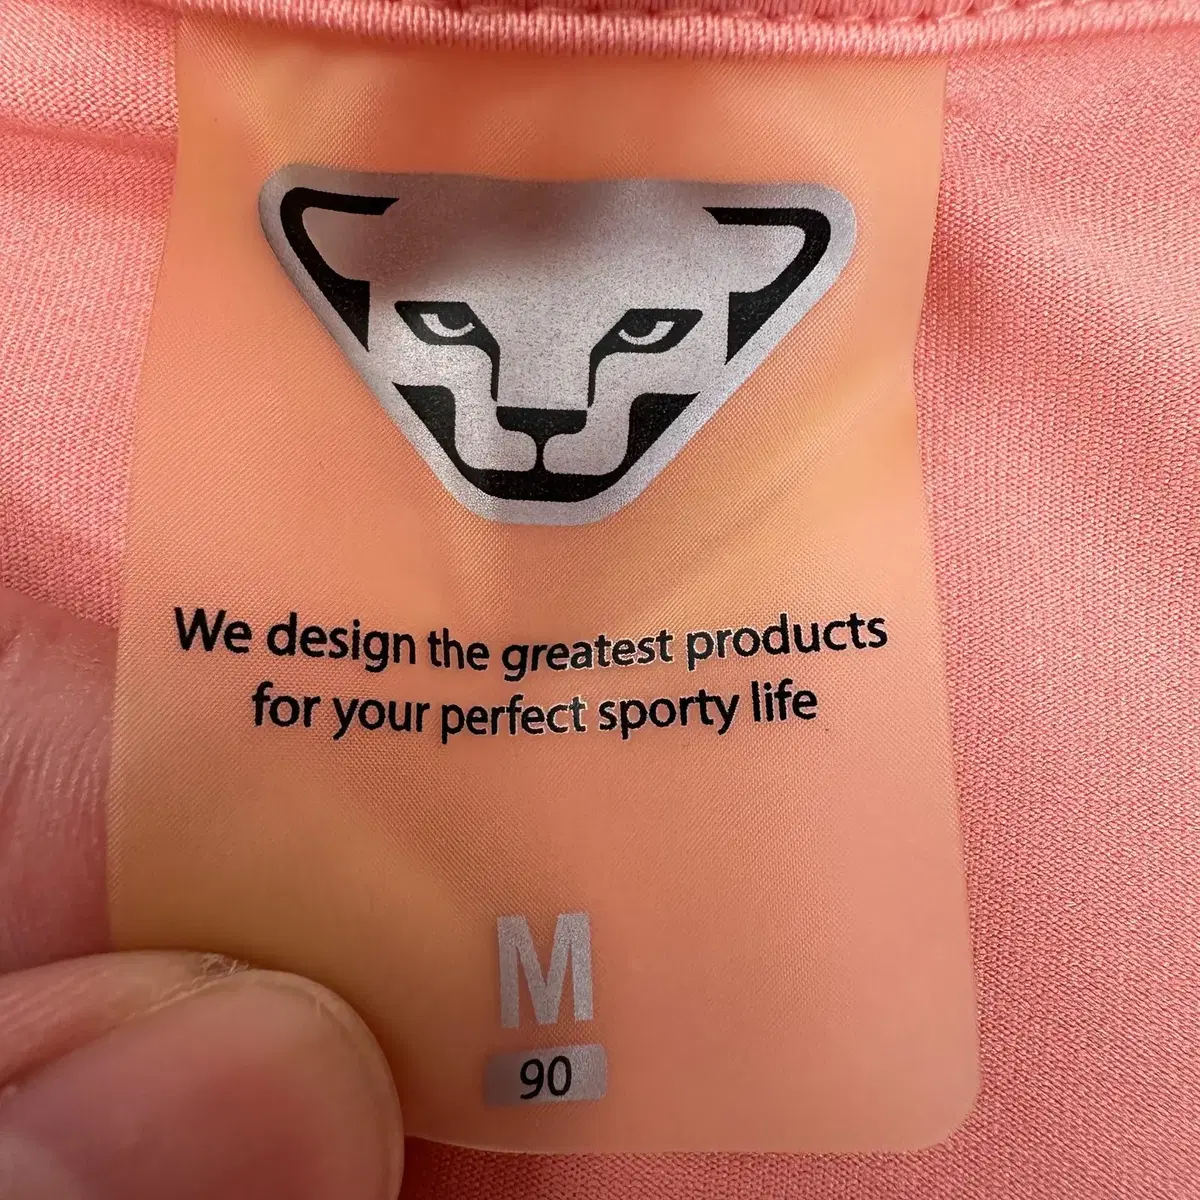 We design the greatest products
for your perfect sporty life
M
90